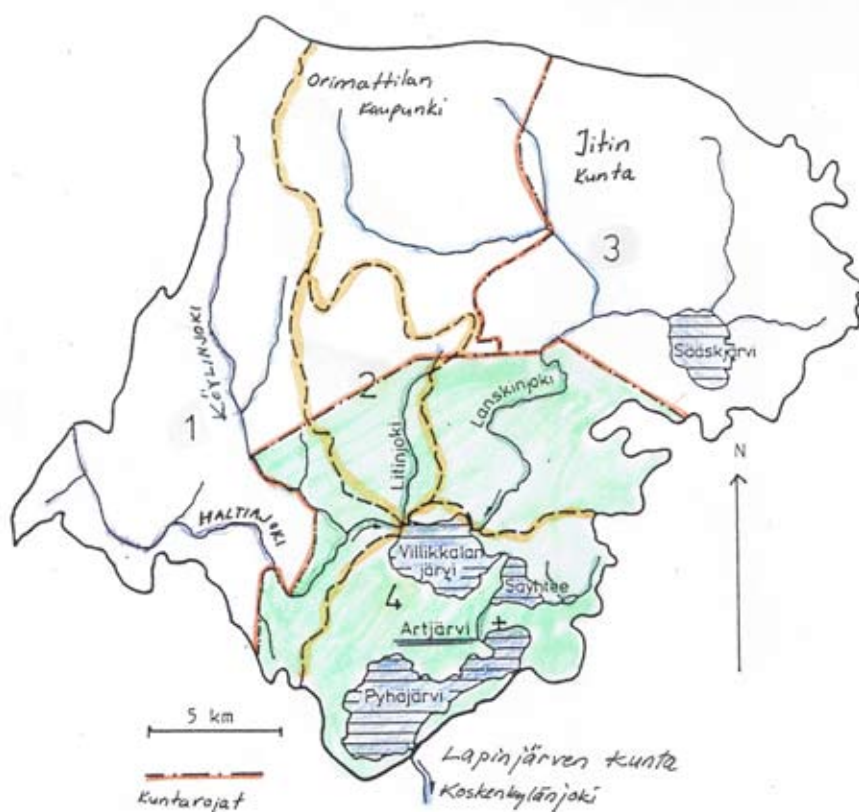 Orimattilan
kaupunki
Iitin
Kunta
3
Sääskjärvi
KÖYLINJOKI
2
1
Lanskinjoki
Litinjoki
N
HALTIAJOKI
Villikkalan
järvi
Säyhtee
4
Artjärvi
Pyhäjärvi
5 km
Lapinjärven kunta
Koskenkylänjoki
Kuntarajat